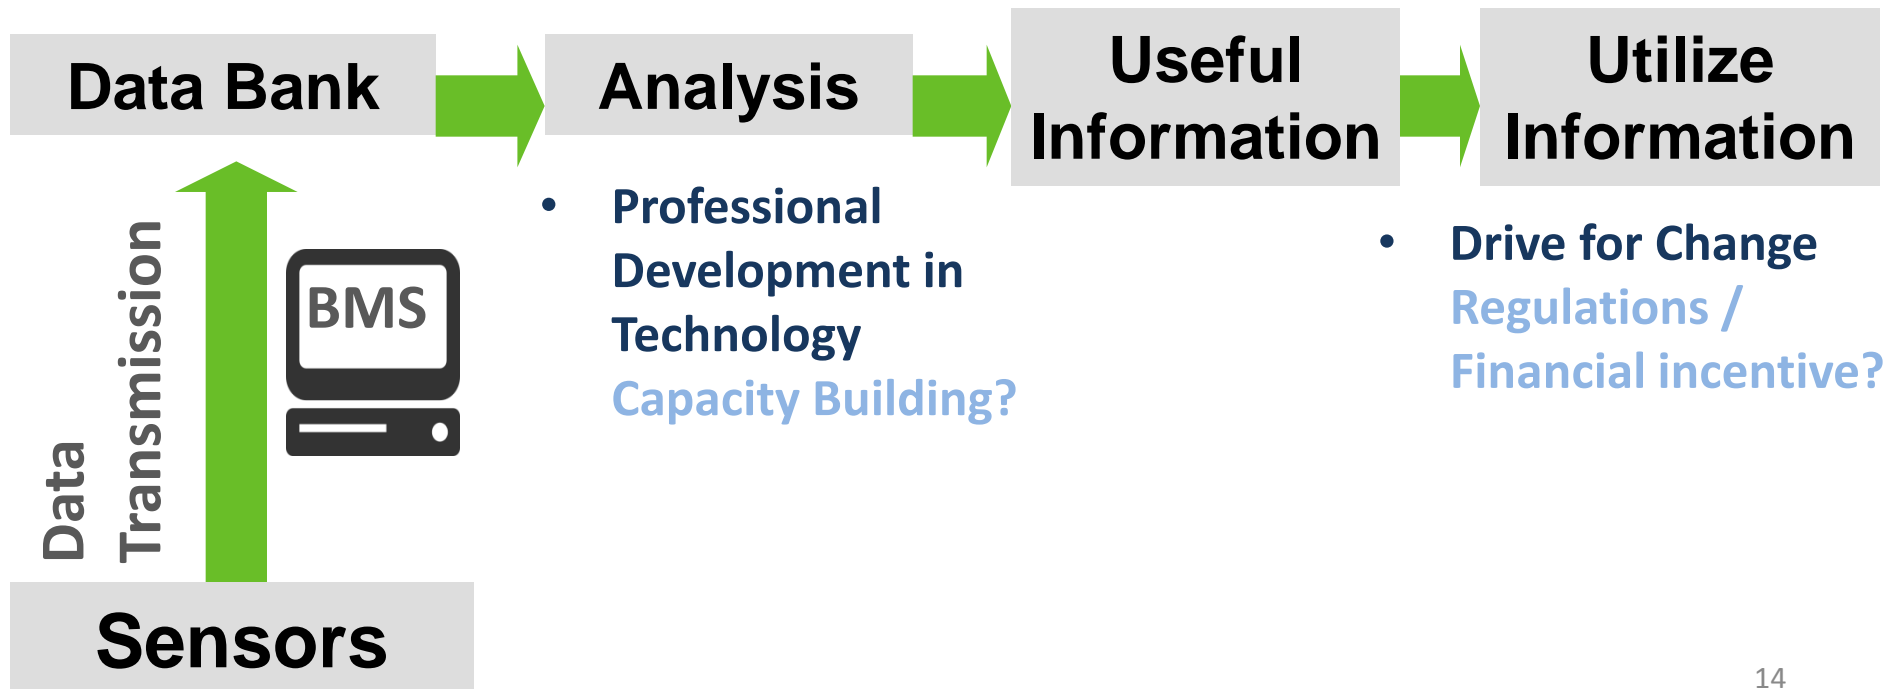 Data Bank
Analysis
Useful
Information
Utilize
Information
Data
Transmission
BMS
• Professional
Development in
Technology
Capacity Building?
• Drive for Change
Regulations /
Financial incentive?
Sensors
14